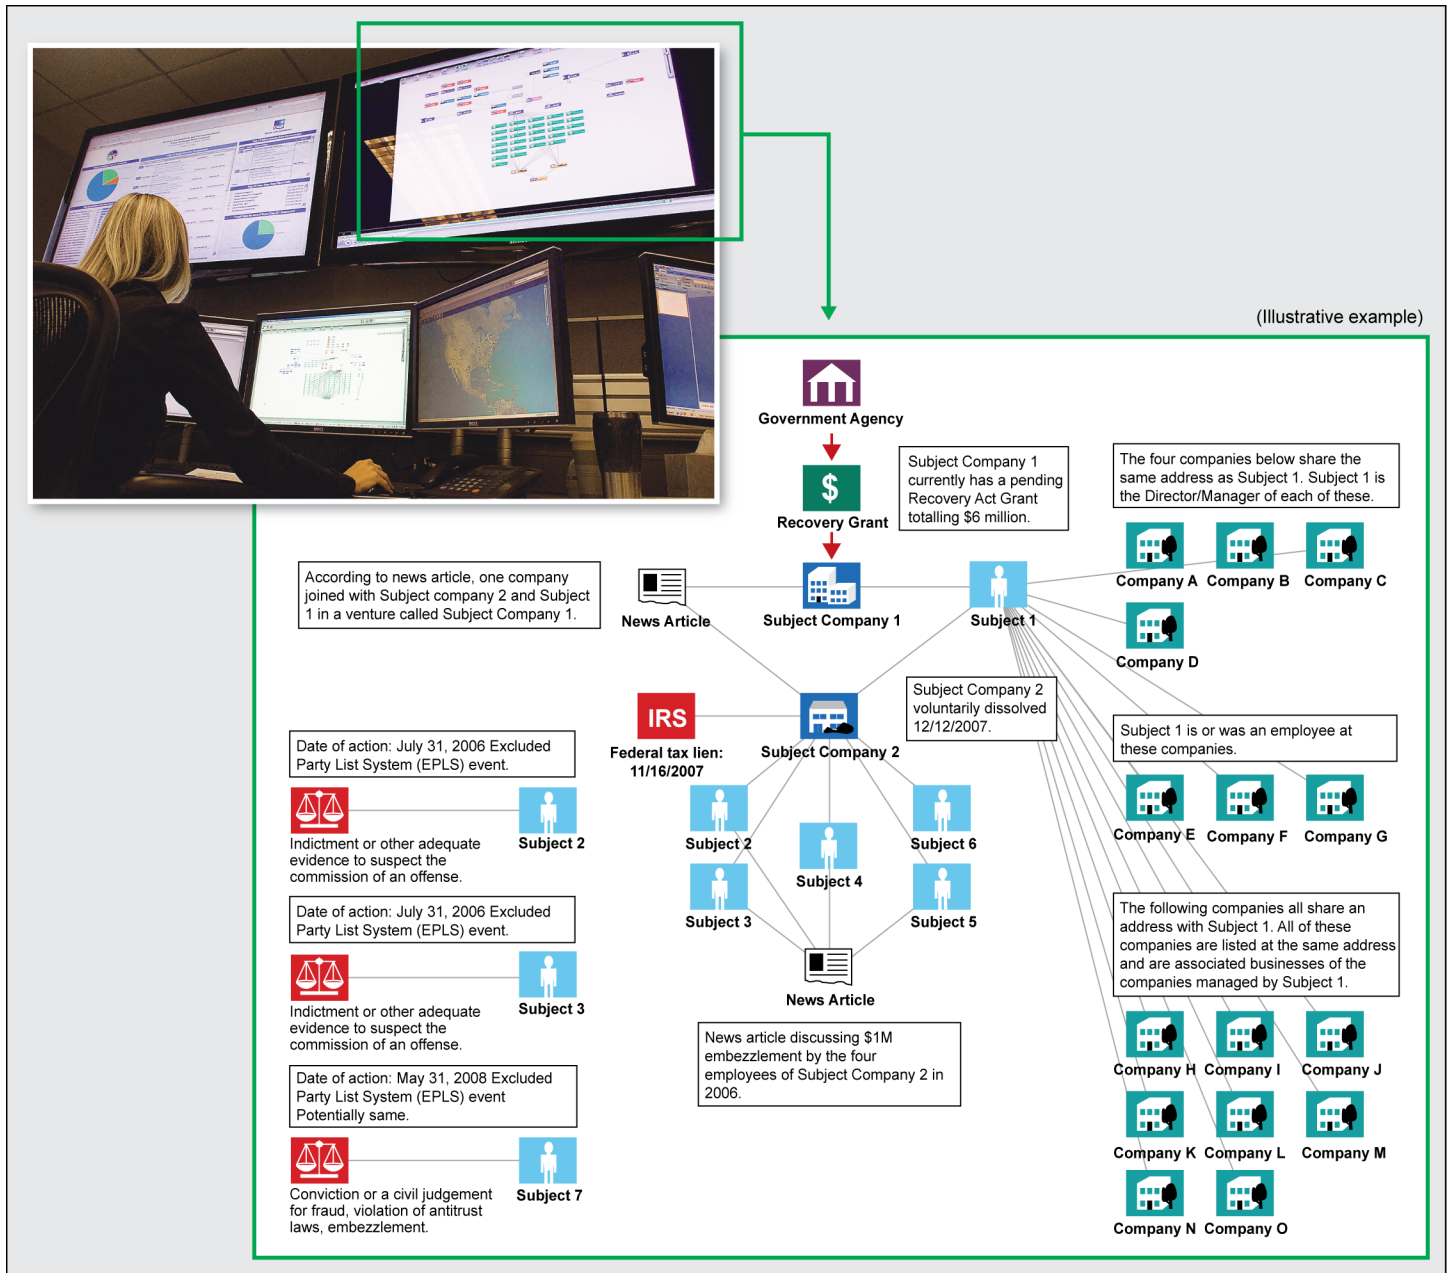 (Illustrative example)
Government Agency
$
Recovery Grant
Subject Company 1
currently has a pending
Recovery Act Grant
totalling $6 million.
The four companies below share the
same address as Subject 1. Subject 1 is
the Director/Manager of each of these.
Company A
Company B
Company C
Company D
According to news article, one company
joined with Subject company 2 and Subject
1 in a venture called Subject Company 1.
News Article
Subject Company 1
Subject 1
Subject Company 2
voluntarily dissolved
12/12/2007.
IRS
Federal tax lien:
11/16/2007
Subject Company 2
Subject 1 is or was an employee at
these companies.
Company E
Company F
Company G
Date of action: July 31, 2006 Excluded
Party List System (EPLS) event.
Subject 2
Indictment or other adequate
evidence to suspect the
commission of an offense.
Subject 2
Subject 6
Subject 4
Subject 3
Subject 5
Date of action: July 31, 2006 Excluded
Party List System (EPLS) event.
Subject 3
Indictment or other adequate
evidence to suspect the
commission of an offense.
News Article
News article discussing $1M
embezzlement by the four
employees of Subject Company 2 in
2006.
Date of action: May 31, 2008 Excluded
Party List System (EPLS) event
Potentially same.
Subject 7
Conviction or a civil judgement
for fraud, violation of antitrust
laws, embezzlement.
The following companies all share an
address with Subject 1. All of these
companies are listed at the same address
and are associated businesses of the
companies managed by Subject 1.
Company H
Company I
Company J
Company K
Company L
Company M
Company N
Company O